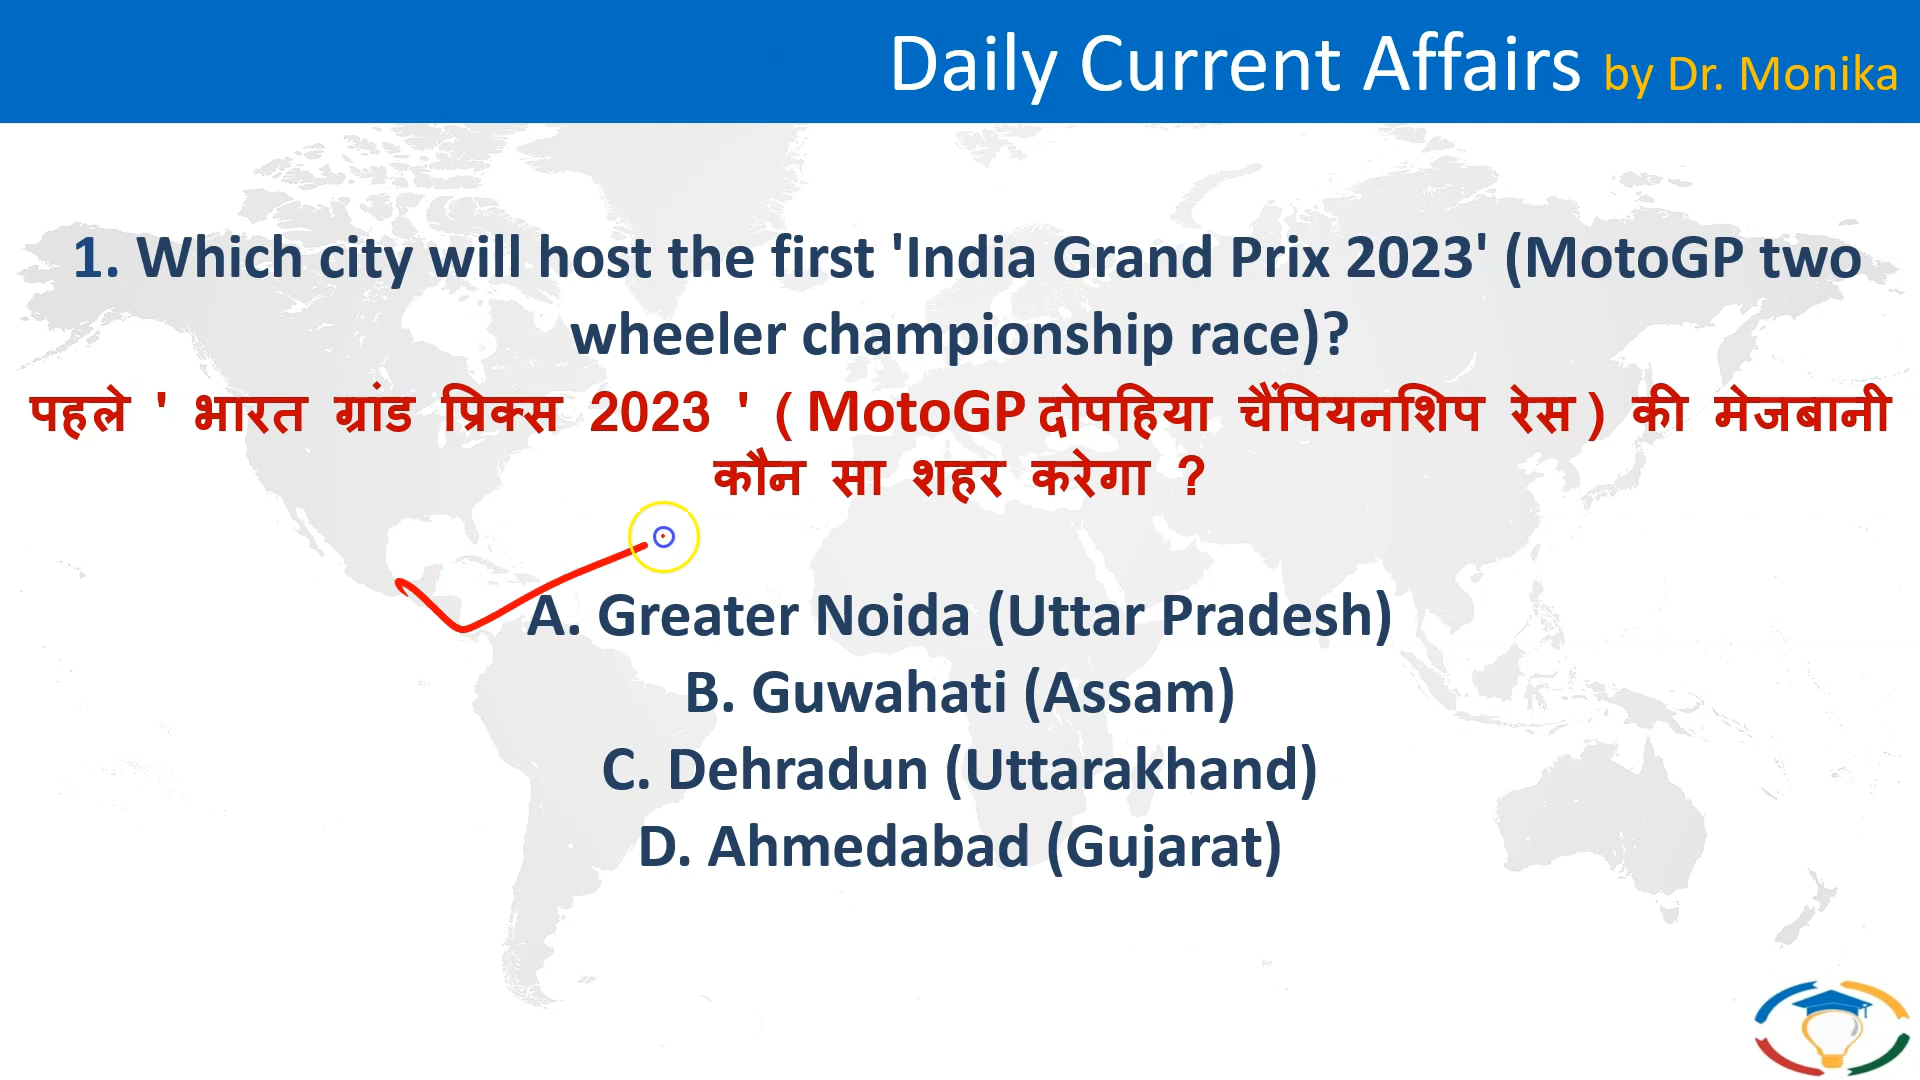 Daily Current Affairs by Dr. Monika
1. Which city will host the first 'India Grand Prix 2023' (MotoGP two
wheeler championship race)?
पहले ' भारत ग्रांड प्रिक्स 2023 ' ( MotoGP दोपहिया चैंपियनशिप रेस ) की मेजबानी
कौन सा शहर करेगा ?
A. Greater Noida (Uttar Pradesh)
B. Guwahati (Assam)
C. Dehradun (Uttarakhand)
D. Ahmedabad (Gujarat)